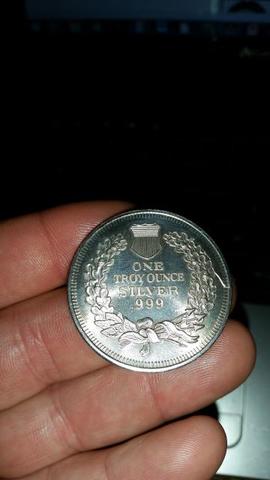 ONE
TROY OUNCE
SILVER
.999